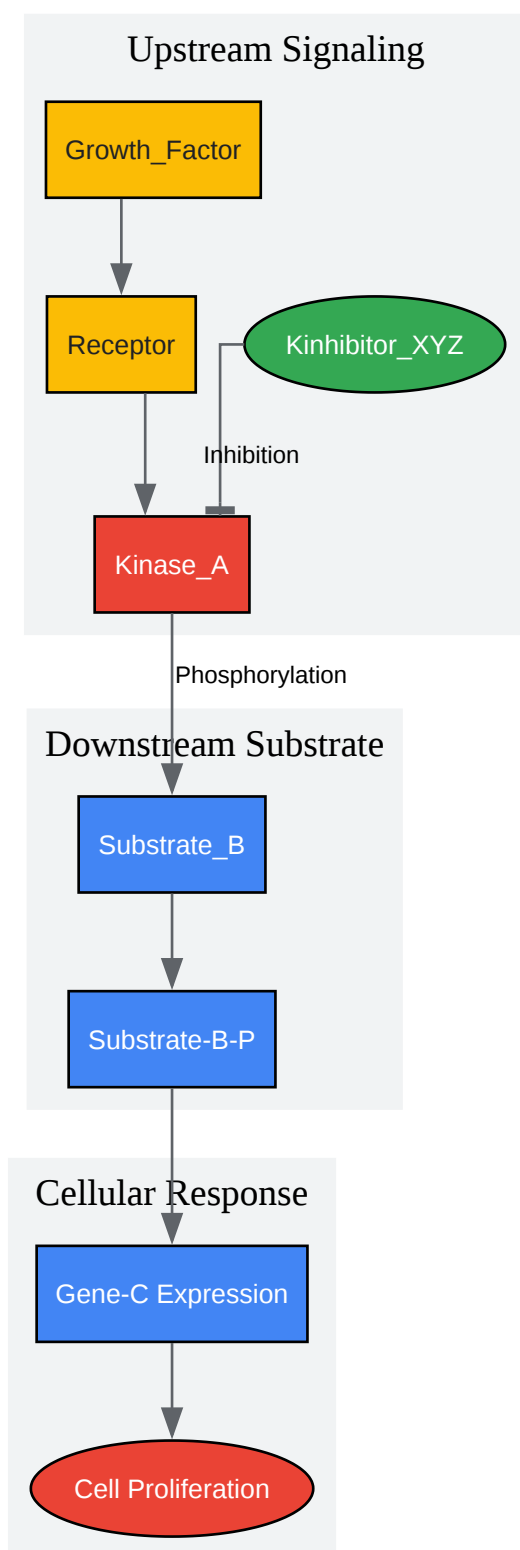 Upstream Signaling
Growth_Factor
Receptor
Kinhibitor_XYZ
Inhibition
Kinase_A
Phosphorylation
Downstream Substrate
Substrate_B
Substrate-B-P
Cellular Response
Gene-C Expression
Cell Proliferation